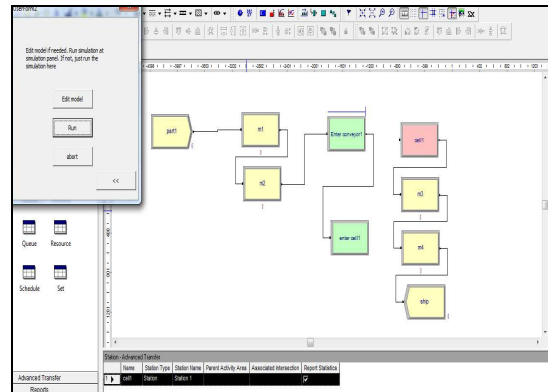 UserForm2
Edit model if needed. Run simulation at
simulation panel. If not, just run the
simulation here
Edit model
Run
abort
<<
part1
m1
m2
Enter conveyor1
enter cell1
cell1
m3
m4
ship
Queue
Resource
Schedule
Set
Advanced Transfer
Reports
Station - Advanced Transfer
Name Station Type Station Name Parent Activity Area Associated Intersection Report Statistics
1 cell1 Station Station 1